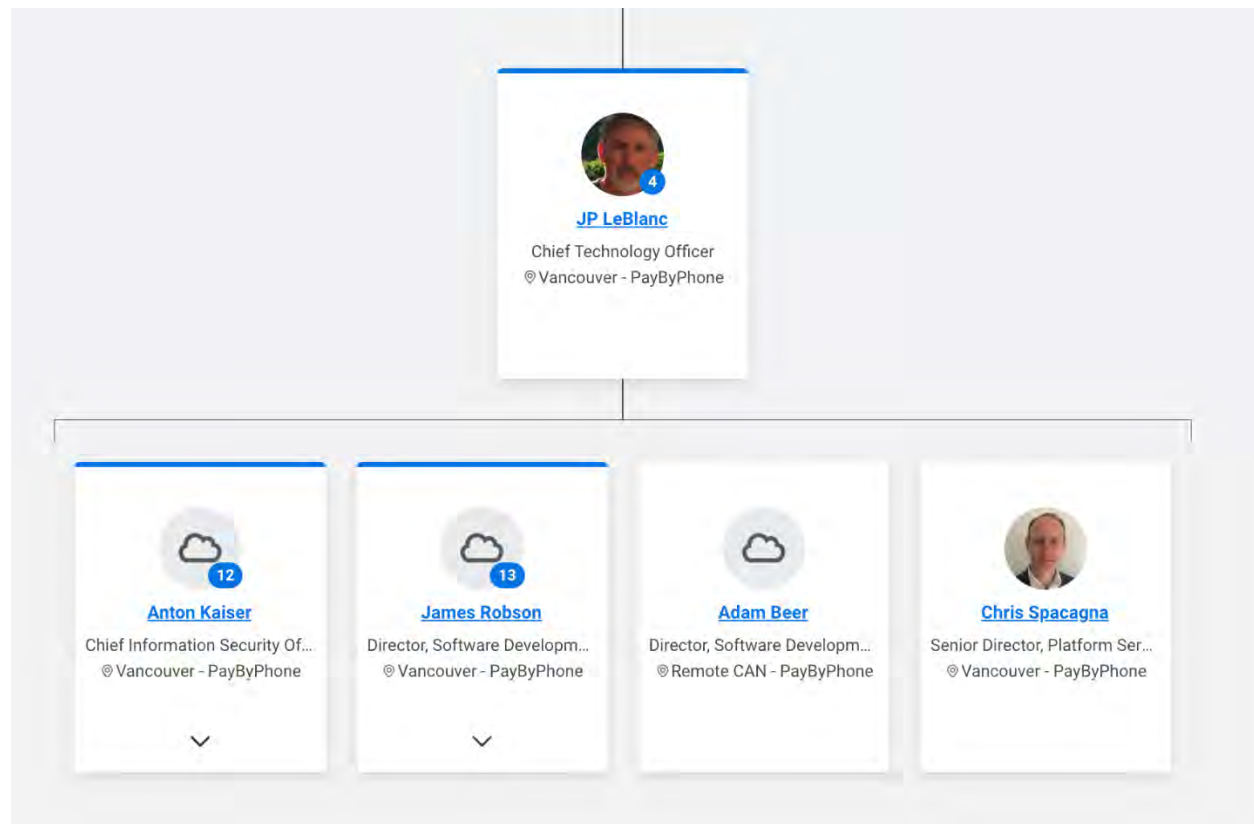 4
JP LeBlanc
Chief Technology Officer
Vancouver - PayByPhone
12
Anton Kaiser
Chief Information Security Of...
Vancouver - PayByPhone
13
James Robson
Director, Software Developm...
Vancouver - PayByPhone
Adam Beer
Director, Software Developm...
Remote CAN - PayByPhone
Chris Spacagna
Senior Director, Platform Ser...
Vancouver - PayByPhone